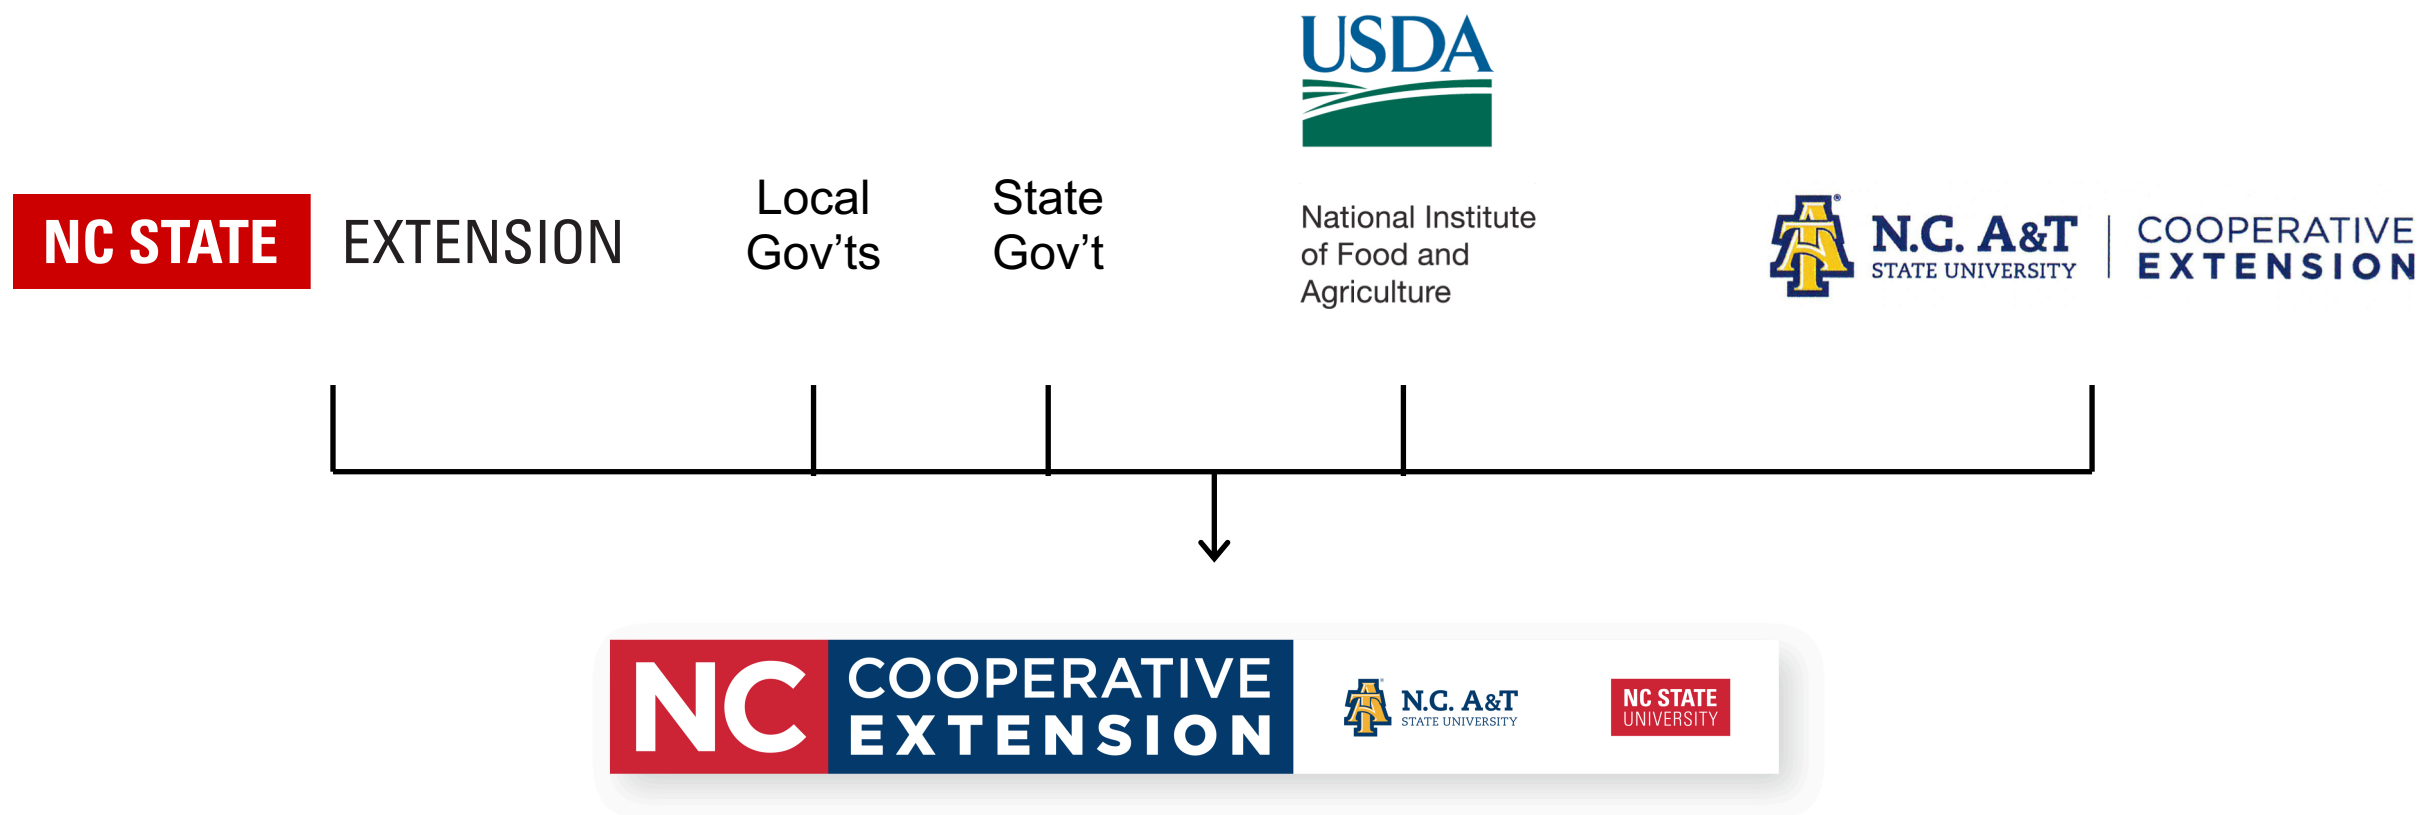 USDA
NC STATE EXTENSION
Local
Gov'ts
State
Gov't
National Institute
of Food and
Agriculture
N.C. A&T
STATE UNIVERSITY
COOPERATIVE
EXTENSION
NC
COOPERATIVE
EXTENSION
N.C. A&T
STATE UNIVERSITY
NC STATE
UNIVERSITY